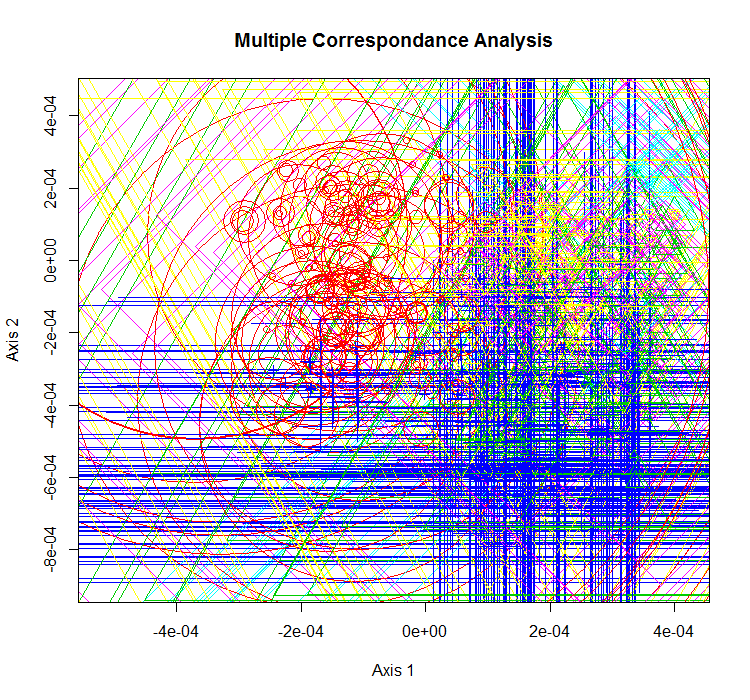 Multiple Correspondance Analysis
4e-04
2e-04
0e+00
-2e-04
-4e-04
-6e-04
-8e-04
Axis 2
-4e-04 -2e-04 0e+00 2e-04 4e-04
Axis 1